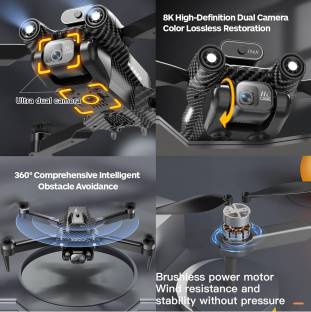 8K High-Definition Dual Camera
Color Lossless Restoration
Ultra dual camera
360° Comprehensive Intelligent
Obstacle Avoidance
Brushless power motor
Wind resistance and
stability without pressure